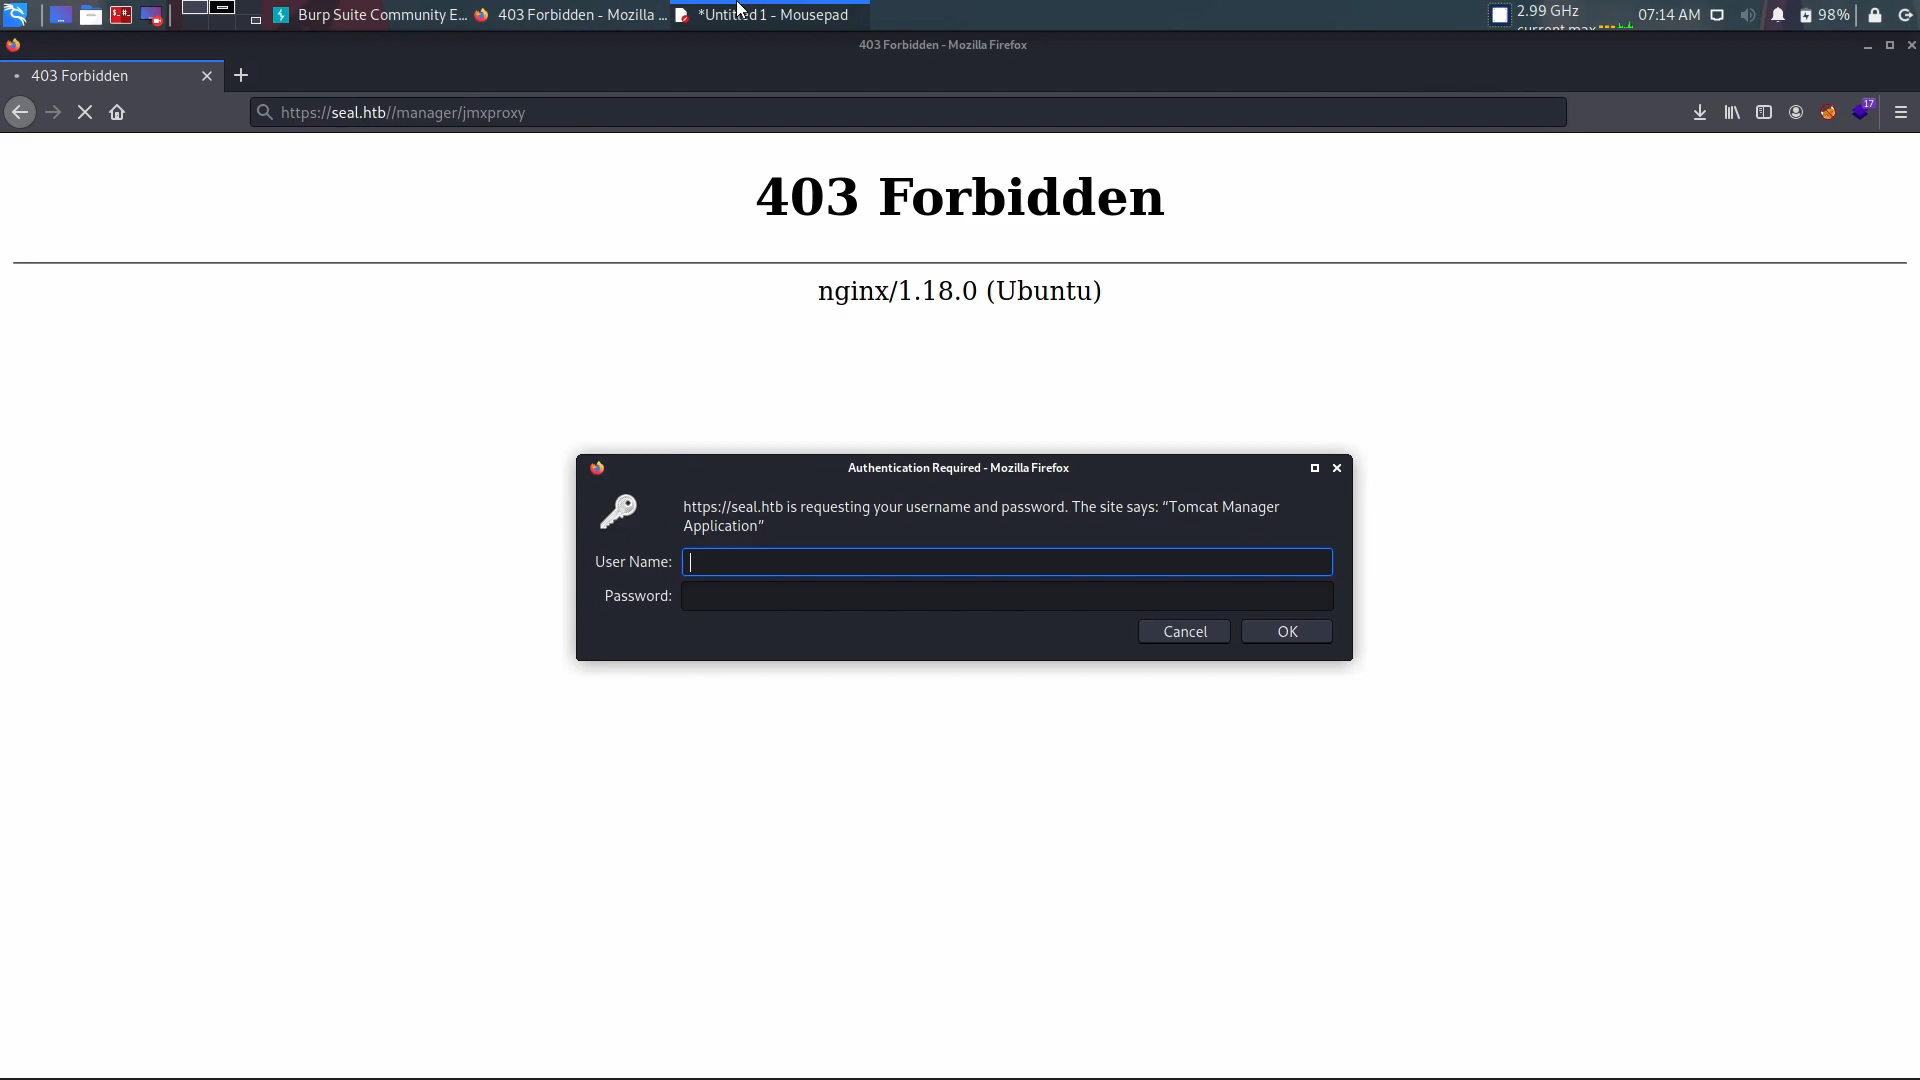 Burp Suite Community E...
403 Forbidden - Mozilla ...
*Untitled 1 - Mousepad
2.99 GHz
current max
07:14 AM
98%
403 Forbidden - Mozilla Firefox
403 Forbidden
https://seal.htb//manager/jmxproxy
17
403 Forbidden
nginx/1.18.0 (Ubuntu)
Authentication Required - Mozilla Firefox
https://seal.htb is requesting your username and password. The site says: “Tomcat Manager
Application”
User Name:
Password:
Cancel
OK